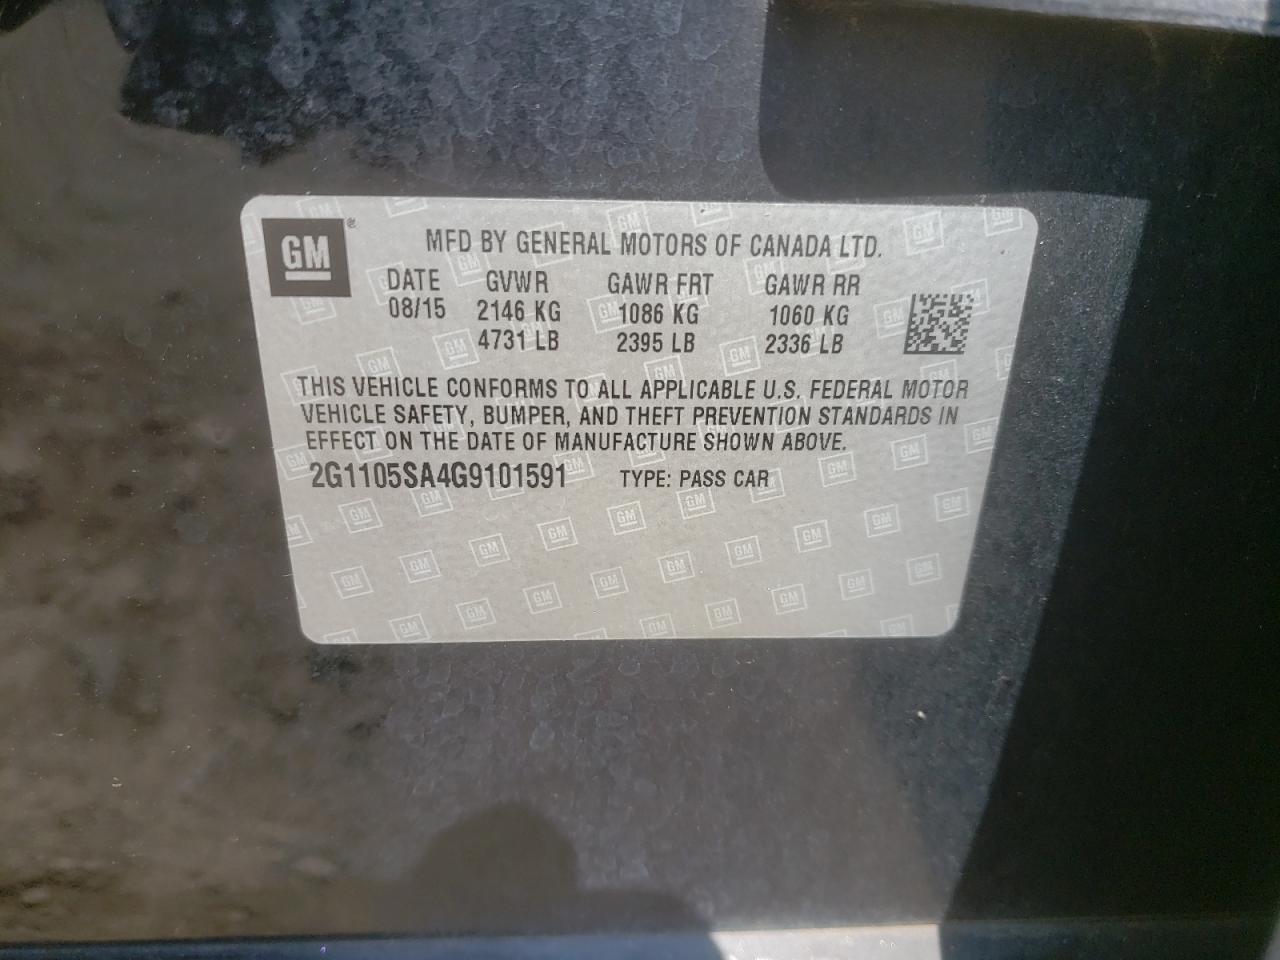 GM®
MFD BY GENERAL MOTORS OF CANADA LTD.
DATE GVWR GAWR FRT GAWR RR
08/15 2146 KG 1086 KG 1060 KG
4731 LB 2395 LB 2336 LB
THIS VEHICLE CONFORMS TO ALL APPLICABLE U.S. FEDERAL MOTOR
VEHICLE SAFETY, BUMPER, AND THEFT PREVENTION STANDARDS IN
EFFECT ON THE DATE OF MANUFACTURE SHOWN ABOVE.
2G1105SA4G9101591 TYPE: PASS CAR